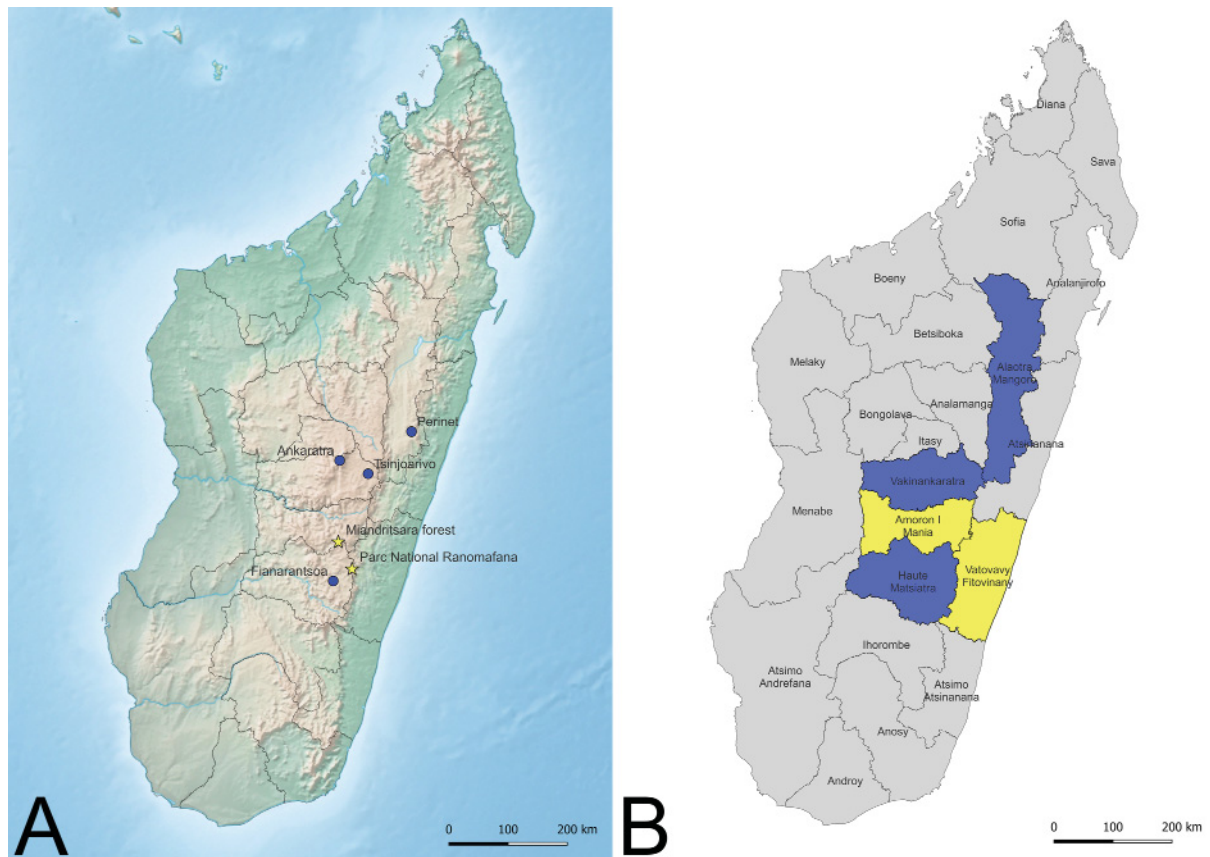 Perinet
Ankaratra
Tsinjoarivo
Miandritsara forest
Parc National Ranomafana
Fianarantsoa
A
0 100 200 km
Diana
Sava
Sofia
Boeny
Analanjirofo
Betsiboka
Melaky
Alaotra
Mangoro
Analamanga
Bongolava
Atsinanana
Itasy
Vakinankaratra
Menabe
Amoron I
Mania
Vatovavy
Fitovinany
Haute
Matsiatra
Ihorombe
Atsimo
Andrefana
Atsimo
Atsinanana
Anosy
Androy
B
0 100 200 km